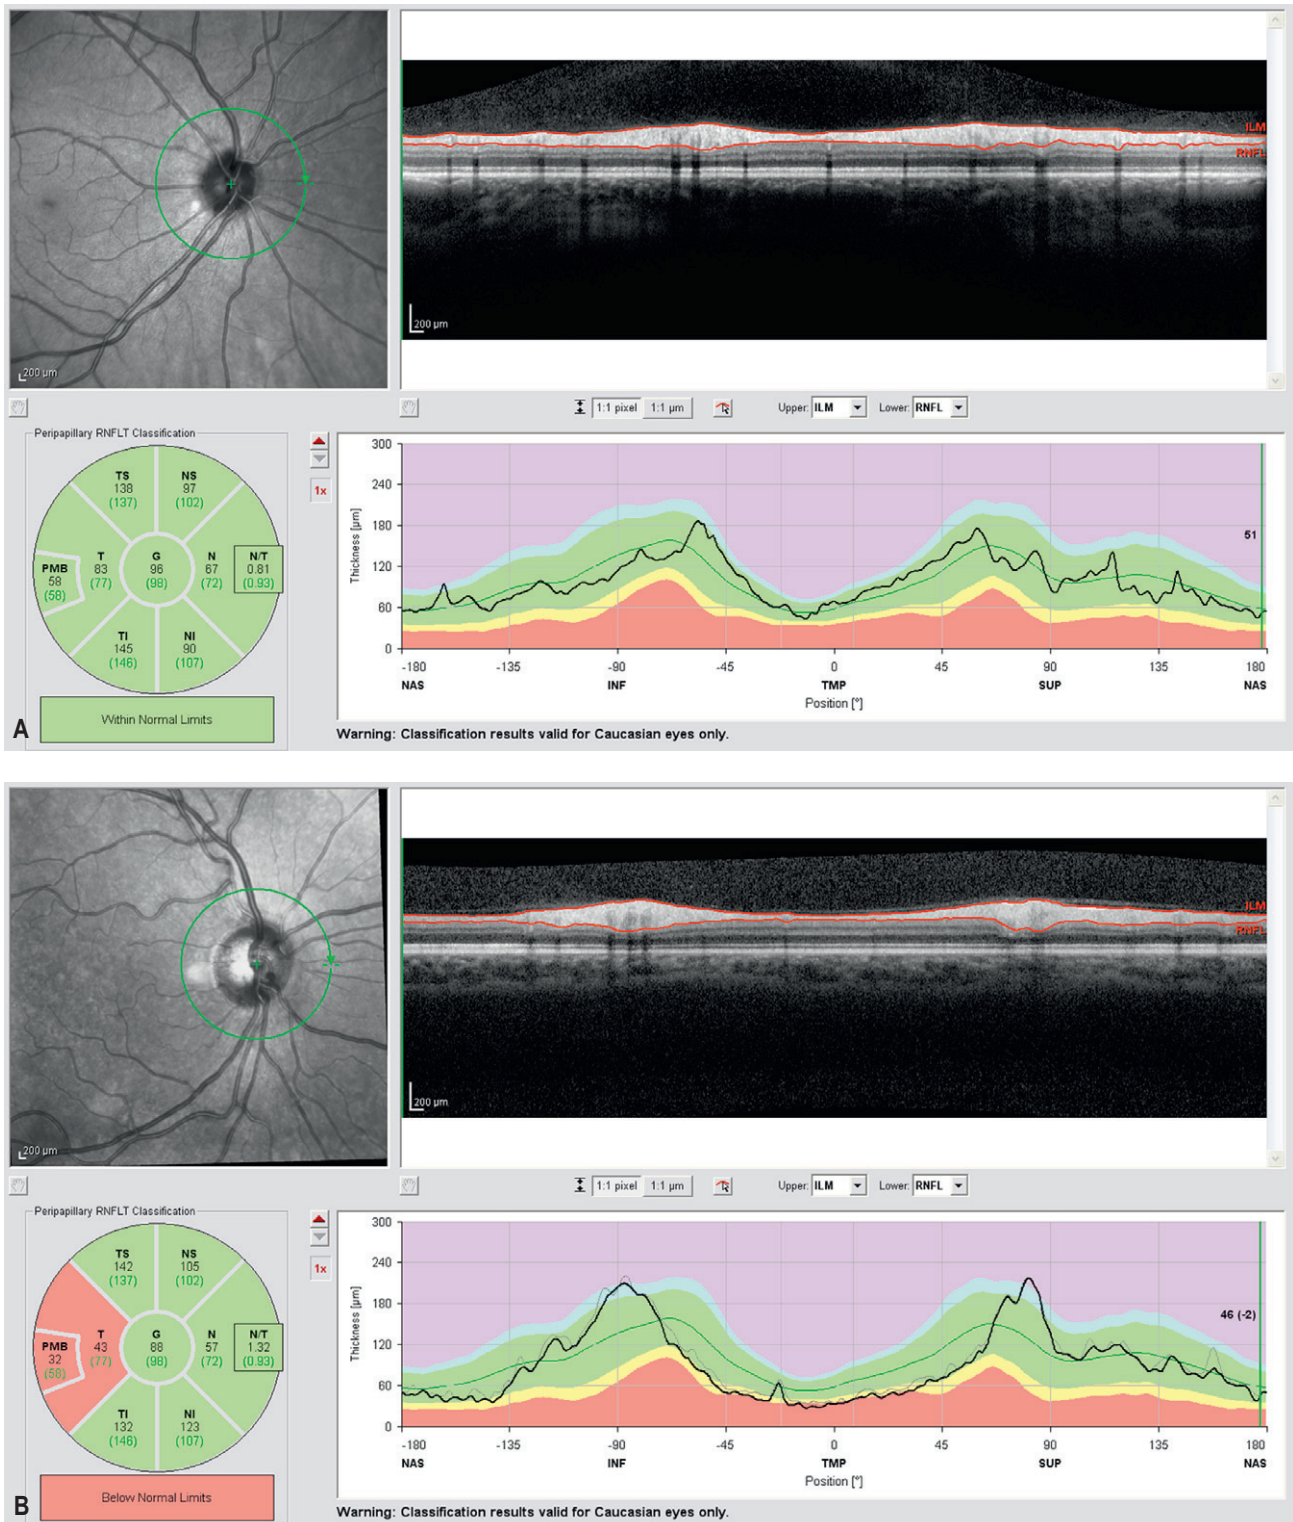 ILM
RNFL
200 µm
200 µm
1:1 pixel 1:1 µm Upper: ILM Lower: RNFL
Peripapillary RNFLT Classification
TS
138
(137)
NS
97
(102)
PMB
58
(58)
T
83
(77)
G
96
(98)
N
67
(72)
N/T
0.81
(0.93)
TI
145
(146)
NI
90
(107)
Within Normal Limits
A
1x
Thickness [µm]
300
240
180
120
60
0
51
-180 -135 -90 -45 0 45 90 135 180
NAS INF TMP SUP NAS
Position [°]
Warning: Classification results valid for Caucasian eyes only.
ILM
RNFL
200 µm
200 µm
1:1 pixel 1:1 µm Upper: ILM Lower: RNFL
Peripapillary RNFLT Classification
TS
142
(137)
NS
105
(102)
PMB
32
(58)
T
43
(77)
G
88
(98)
N
57
(72)
N/T
1.32
(0.93)
TI
132
(146)
NI
123
(107)
Below Normal Limits
B
1x
Thickness [µm]
300
240
180
120
60
0
46 (-2)
-180 -135 -90 -45 0 45 90 135 180
NAS INF TMP SUP NAS
Position [°]
Warning: Classification results valid for Caucasian eyes only.